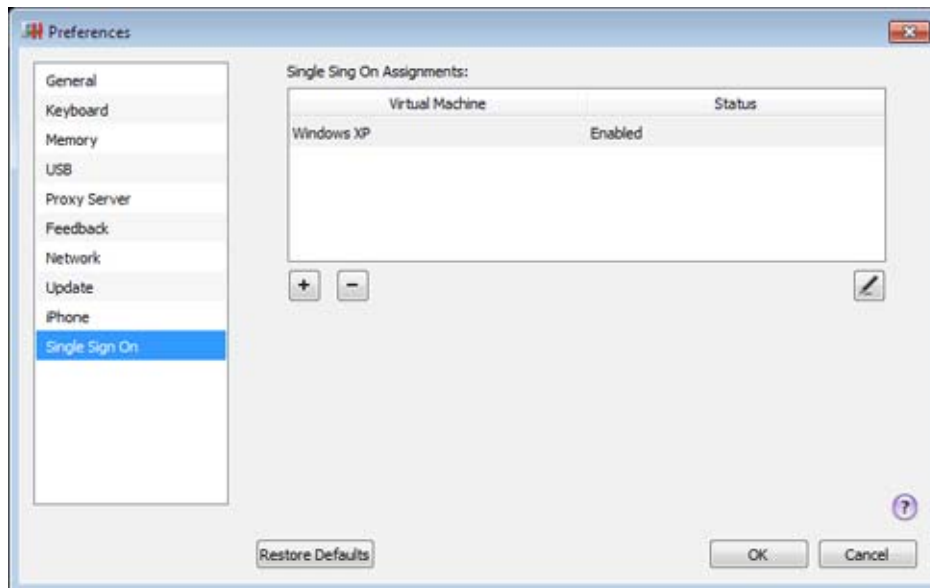 Preferences
General
Keyboard
Memory
USB
Proxy Server
Feedback
Network
Update
iPhone
Single Sign On
Single Sing On Assignments:
Virtual Machine Status
Windows XP Enabled
+ −
?
Restore Defaults OK Cancel